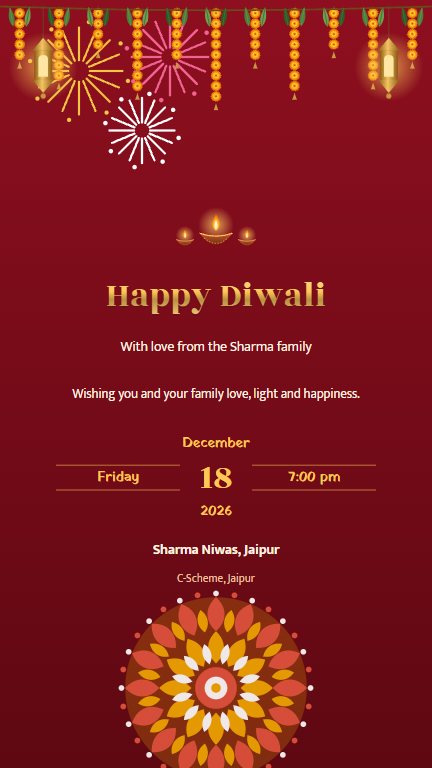 Happy Diwali
With love from the Sharma family
Wishing you and your family love, light and happiness.
December
Friday 18 7:00 pm
2026
Sharma Niwas, Jaipur
C-Scheme, Jaipur